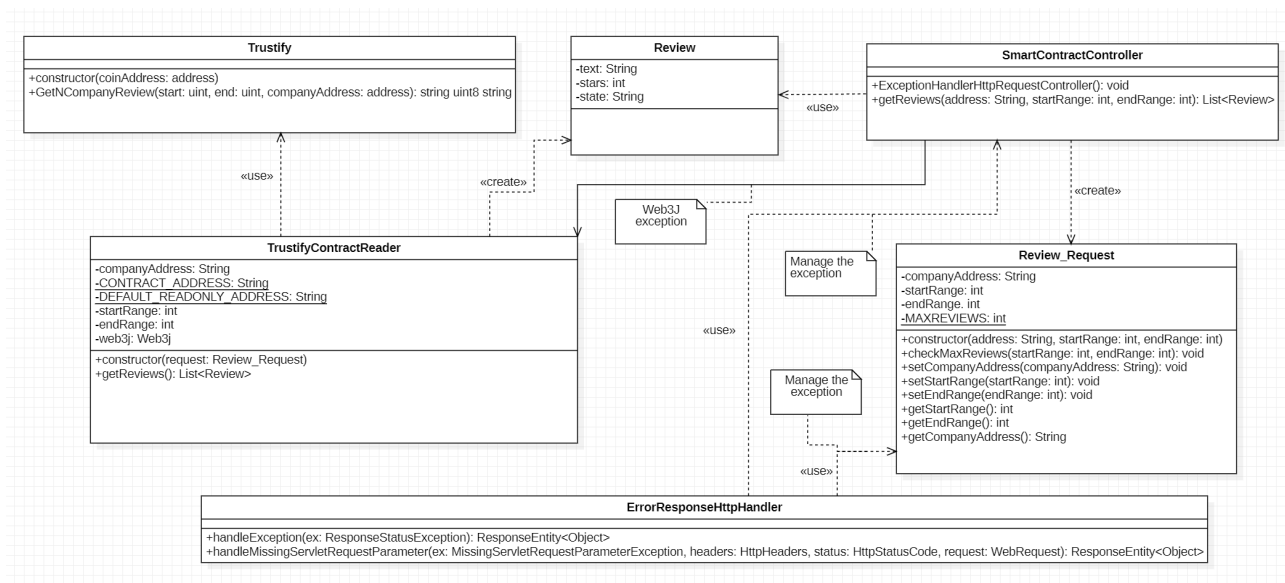 Trustify
+constructor(coinAddress: address)
+GetNCompanyReview(start: uint, end: uint, companyAddress: address): string uint8 string
Review
-text: String
-stars: int
-state: String
SmartContractController
+ExceptionHandlerHttpRequestController(): void
+getReviews(address: String, startRange: int, endRange: int): List<Review>
«use»
«use»
«create»
«create»
Web3J
exception
Manage the
exception
TrustifyContractReader
-companyAddress: String
-CONTRACT_ADDRESS: String
-DEFAULT_READONLY_ADDRESS: String
-startRange: int
-endRange: int
-web3j: Web3j
+constructor(request: Review_Request)
+getReviews(): List<Review>
Review_Request
-companyAddress: String
-startRange: int
-endRange. int
-MAXREVIEWS: int
+constructor(address: String, startRange: int, endRange: int)
+checkMaxReviews(startRange: int, endRange: int): void
+setCompanyAddress(companyAddress: String): void
+setStartRange(startRange: int): void
+setEndRange(endRange: int): void
+getStartRange(): int
+getEndRange(): int
+getCompanyAddress(): String
«use»
Manage the
exception
«use»
ErrorResponseHttpHandler
+handleException(ex: ResponseStatusException): ResponseEntity<Object>
+handleMissingServletRequestParameter(ex: MissingServletRequestParameterException, headers: HttpHeaders, status: HttpStatusCode, request: WebRequest): ResponseEntity<Object>